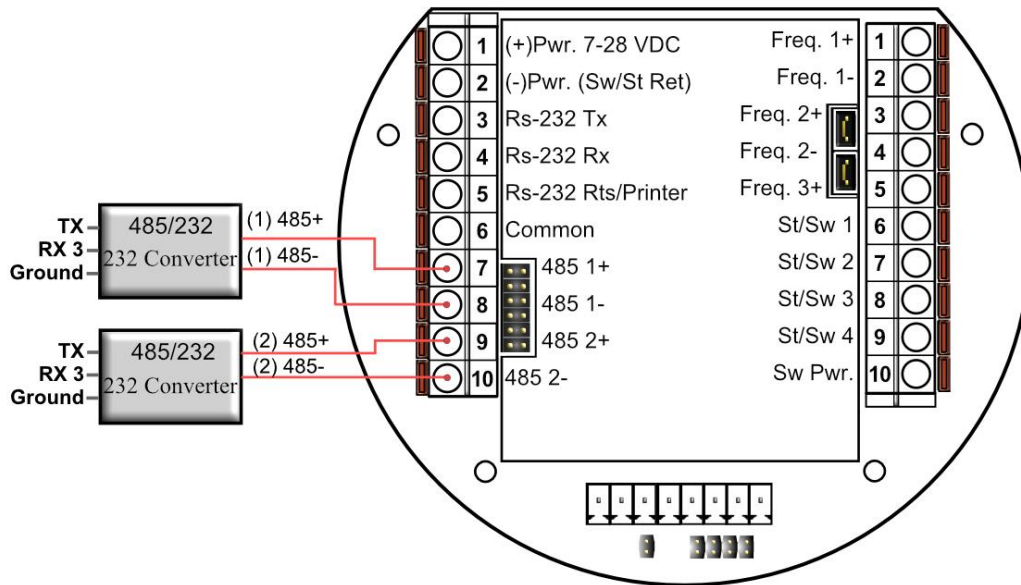 TX
RX 3
Ground
485/232
232 Converter
(1) 485+
(1) 485-
TX
RX 3
Ground
485/232
232 Converter
(2) 485+
(2) 485-
1 (+)Pwr. 7-28 VDC
2 (-)Pwr. (Sw/St Ret)
3 Rs-232 Tx
4 Rs-232 Rx
5 Rs-232 Rts/Printer
6 Common
7 485 1+
8 485 1-
9 485 2+
10 485 2-
Freq. 1+ 1
Freq. 1- 2
Freq. 2+ 3
Freq. 2- 4
Freq. 3+ 5
St/Sw 1 6
St/Sw 2 7
St/Sw 3 8
St/Sw 4 9
Sw Pwr. 10